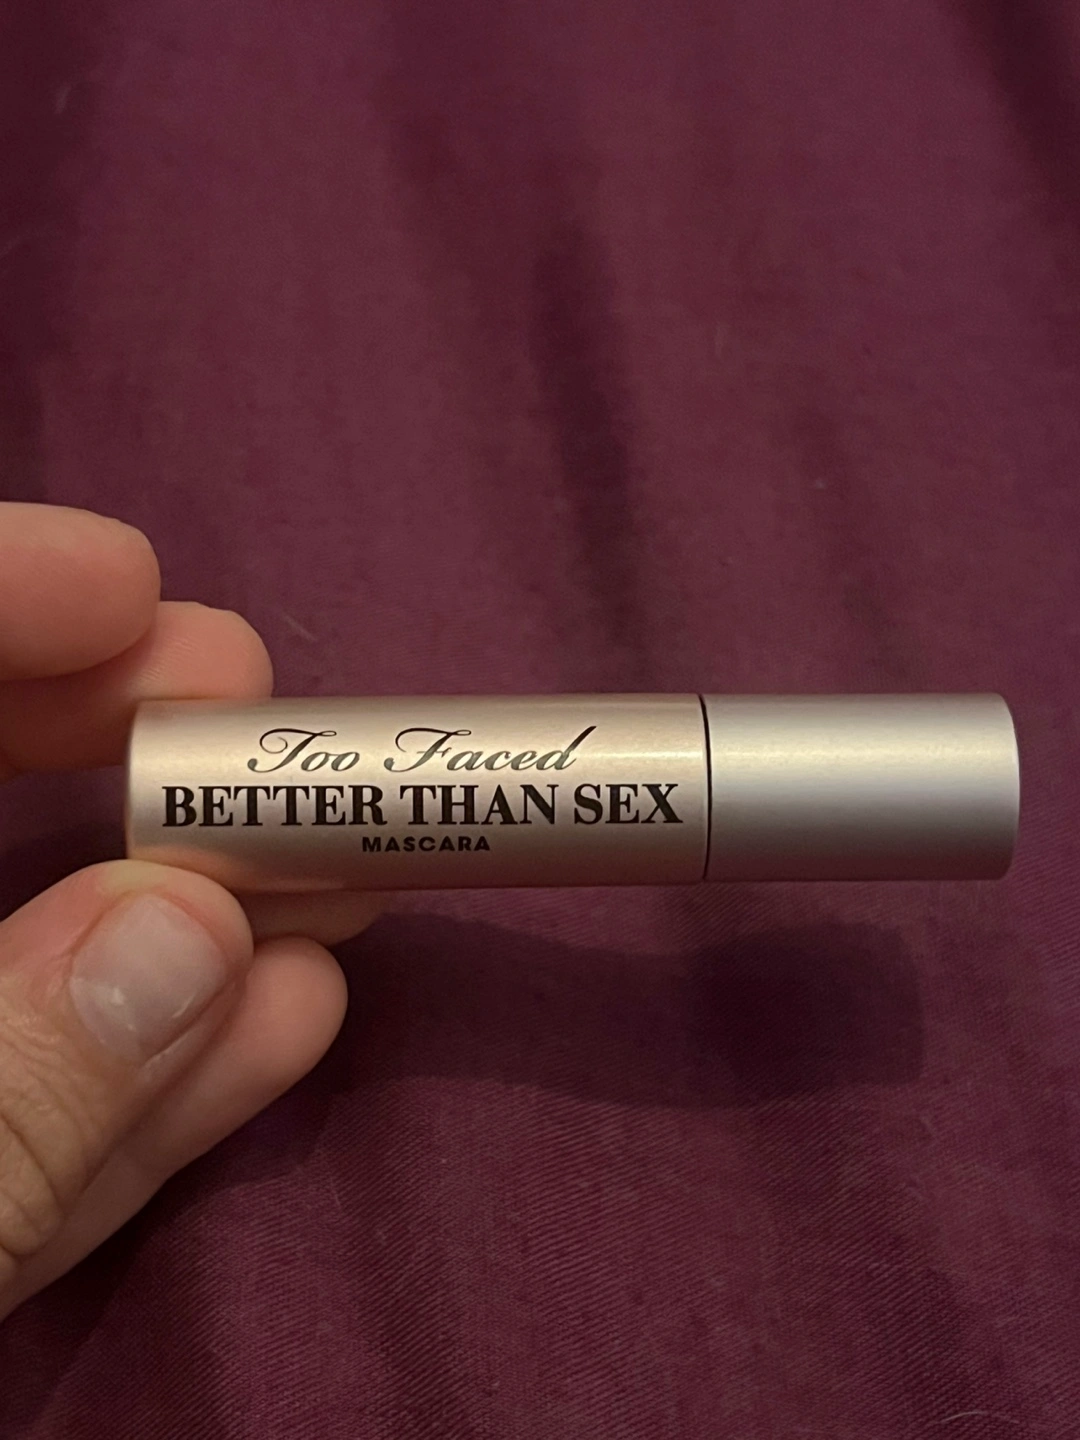 Too Faced
BETTER THAN SEX
MASCARA